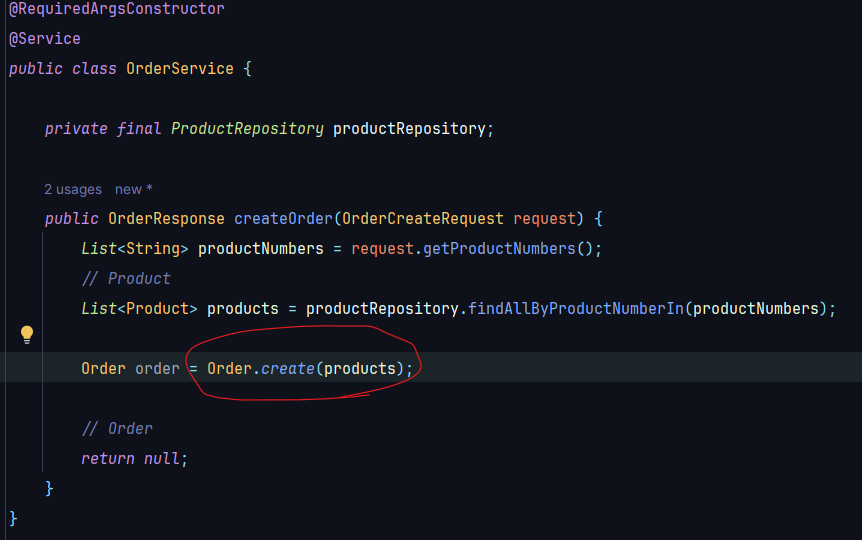 @RequiredArgsConstructor
@Service
public class OrderService {
private final ProductRepository productRepository;
2 usages new *
public OrderResponse createOrder(OrderCreateRequest request) {
List<String> productNumbers = request.getProductNumbers();
// Product
List<Product> products = productRepository.findAllByProductNumberIn(productNumbers);
Order order = Order.create(products);
// Order
return null;
}
}